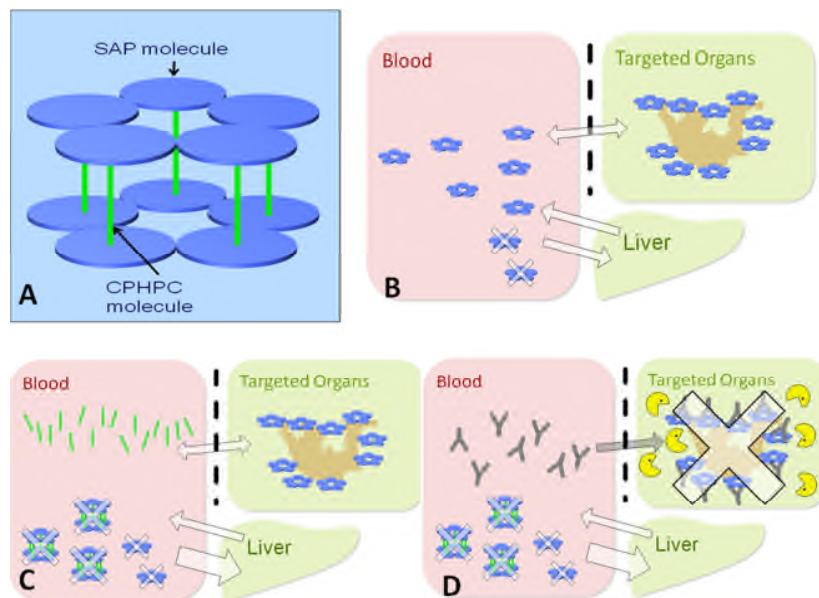 SAP molecule
CPHPC
molecule
A
Blood
Targeted Organs
Liver
B
Blood
Targeted Organs
Liver
C
Blood
Targeted Organs
Liver
D